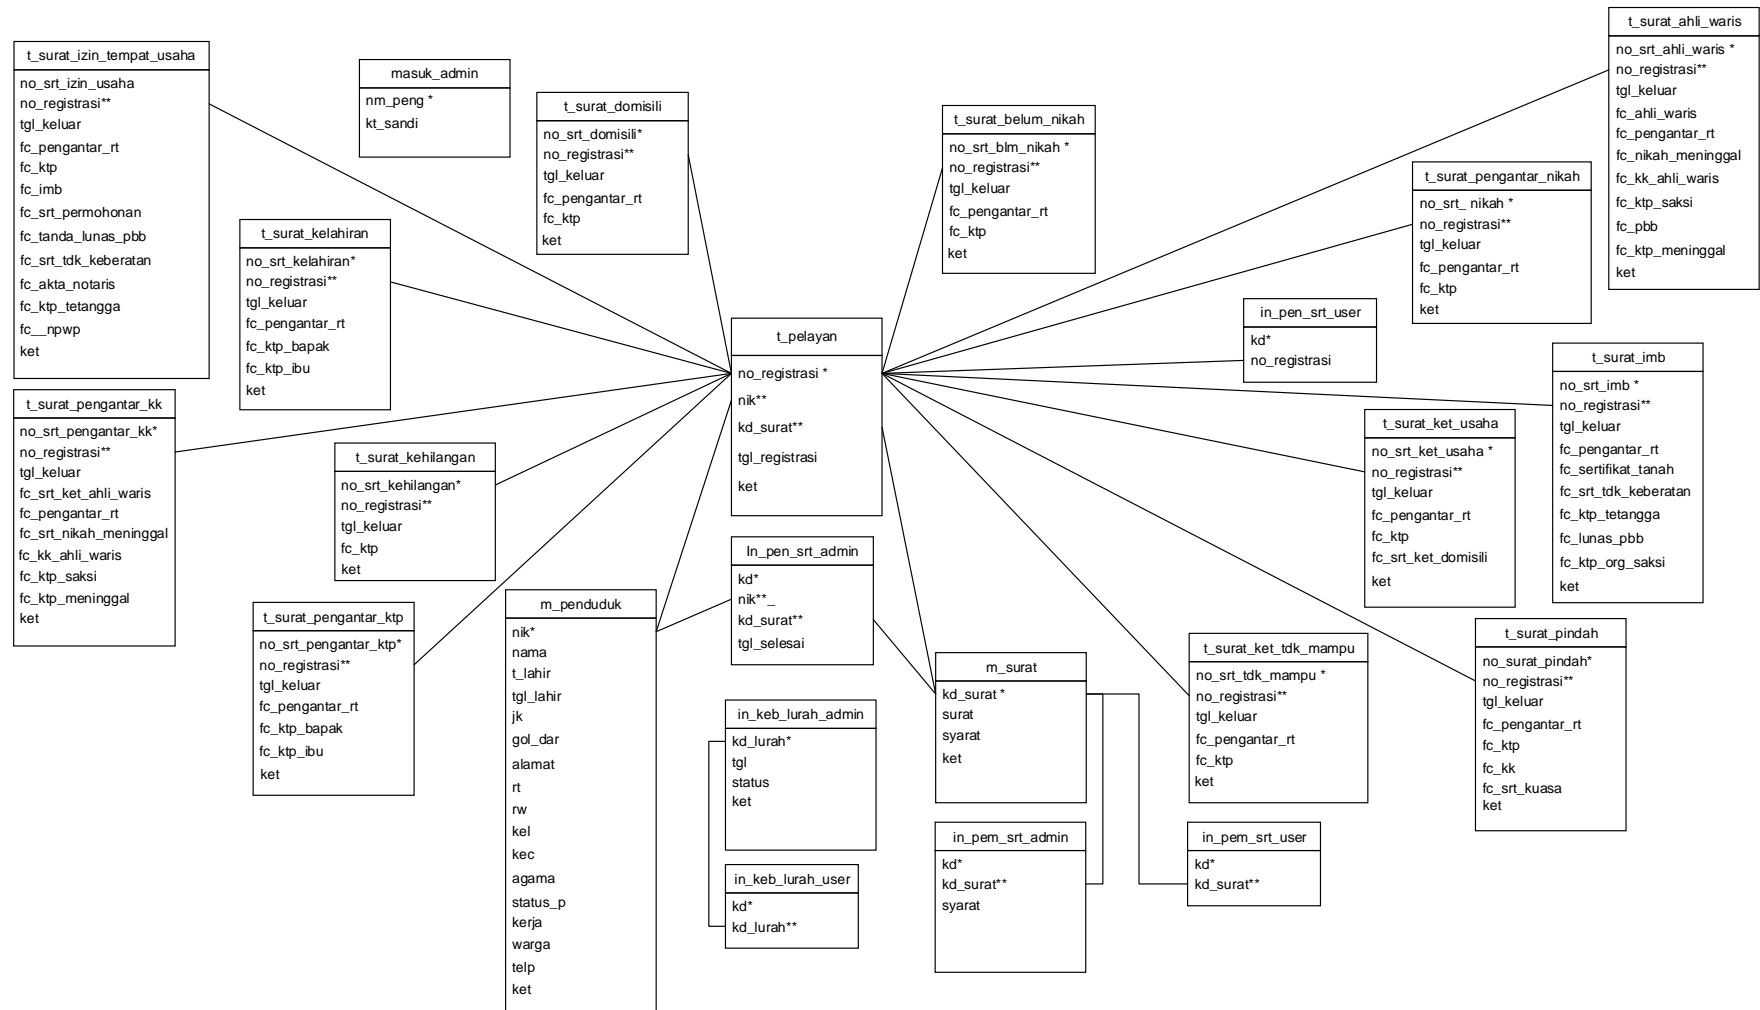 t_surat_izin_tempat_usaha
no_srt_izin_usaha
no_registrasi**
tgl_keluar
fc_pengantar_rt
fc_ktp
fc_imb
fc_srt_permohonan
fc_tanda_lunas_pbb
fc_srt_tdk_keberatan
fc_akta_notaris
fc_ktp_tetangga
fc__npwp
ket
masuk_admin
nm_peng *
kt_sandi
t_surat_domisili
no_srt_domisili*
no_registrasi**
tgl_keluar
fc_pengantar_rt
fc_ktp
ket
t_surat_belum_nikah
no_srt_blm_nikah *
no_registrasi**
tgl_keluar
fc_pengantar_rt
fc_ktp
ket
t_surat_ahli_waris
no_srt_ahli_waris *
no_registrasi**
tgl_keluar
fc_ahli_waris
fc_pengantar_rt
fc_nikah_meninggal
fc_kk_ahli_waris
fc_ktp_saksi
fc_pbb
fc_ktp_meninggal
ket
t_surat_pengantar_nikah
no_srt_ nikah *
no_registrasi**
tgl_keluar
fc_pengantar_rt
fc_ktp
ket
t_surat_kelahiran
no_srt_kelahiran*
no_registrasi**
tgl_keluar
fc_pengantar_rt
fc_ktp_bapak
fc_ktp_ibu
ket
t_pelayan
no_registrasi *
nik**
kd_surat**
tgl_registrasi
ket
in_pen_srt_user
kd*
no_registrasi
t_surat_imb
no_srt_imb *
no_registrasi**
tgl_keluar
fc_pengantar_rt
fc_sertifikat_tanah
fc_srt_tdk_keberatan
fc_ktp_tetangga
fc_lunas_pbb
fc_ktp_org_saksi
ket
t_surat_pengantar_kk
no_srt_pengantar_kk*
no_registrasi**
tgl_keluar
fc_srt_ket_ahli_waris
fc_pengantar_rt
fc_srt_nikah_meninggal
fc_kk_ahli_waris
fc_ktp_saksi
fc_ktp_meninggal
ket
t_surat_kehilangan
no_srt_kehilangan*
no_registrasi**
tgl_keluar
fc_ktp
ket
t_surat_ket_usaha
no_srt_ket_usaha *
no_registrasi**
tgl_keluar
fc_pengantar_rt
fc_ktp
fc_srt_ket_domisili
ket
In_pen_srt_admin
kd*
nik**_
kd_surat**
tgl_selesai
t_surat_pengantar_ktp
no_srt_pengantar_ktp*
no_registrasi**
tgl_keluar
fc_pengantar_rt
fc_ktp_bapak
fc_ktp_ibu
ket
m_penduduk
nik*
nama
t_lahir
tgl_lahir
jk
gol_dar
alamat
rt
rw
kel
kec
agama
status_p
kerja
warga
telp
ket
m_surat
kd_surat *
surat
syarat
ket
t_surat_ket_tdk_mampu
no_srt_tdk_mampu *
no_registrasi**
tgl_keluar
fc_pengantar_rt
fc_ktp
ket
t_surat_pindah
no_surat_pindah*
no_registrasi**
tgl_keluar
fc_pengantar_rt
fc_ktp
fc_kk
fc_srt_kuasa
ket
in_keb_lurah_admin
kd_lurah*
tgl
status
ket
in_keb_lurah_user
kd*
kd_lurah**
in_pem_srt_admin
kd*
kd_surat**
syarat
in_pem_srt_user
kd*
kd_surat**